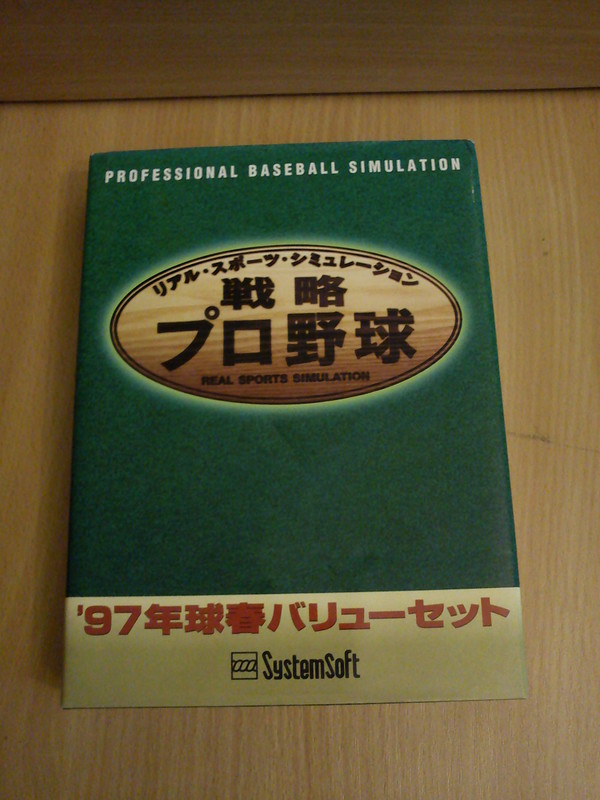 PROFESSIONAL BASEBALL SIMULATION
リアル・スポーツ・シミュレーション
戦略
プロ野球
REAL SPORTS SIMULATION
'97年球春バリューセット
SystemSoft